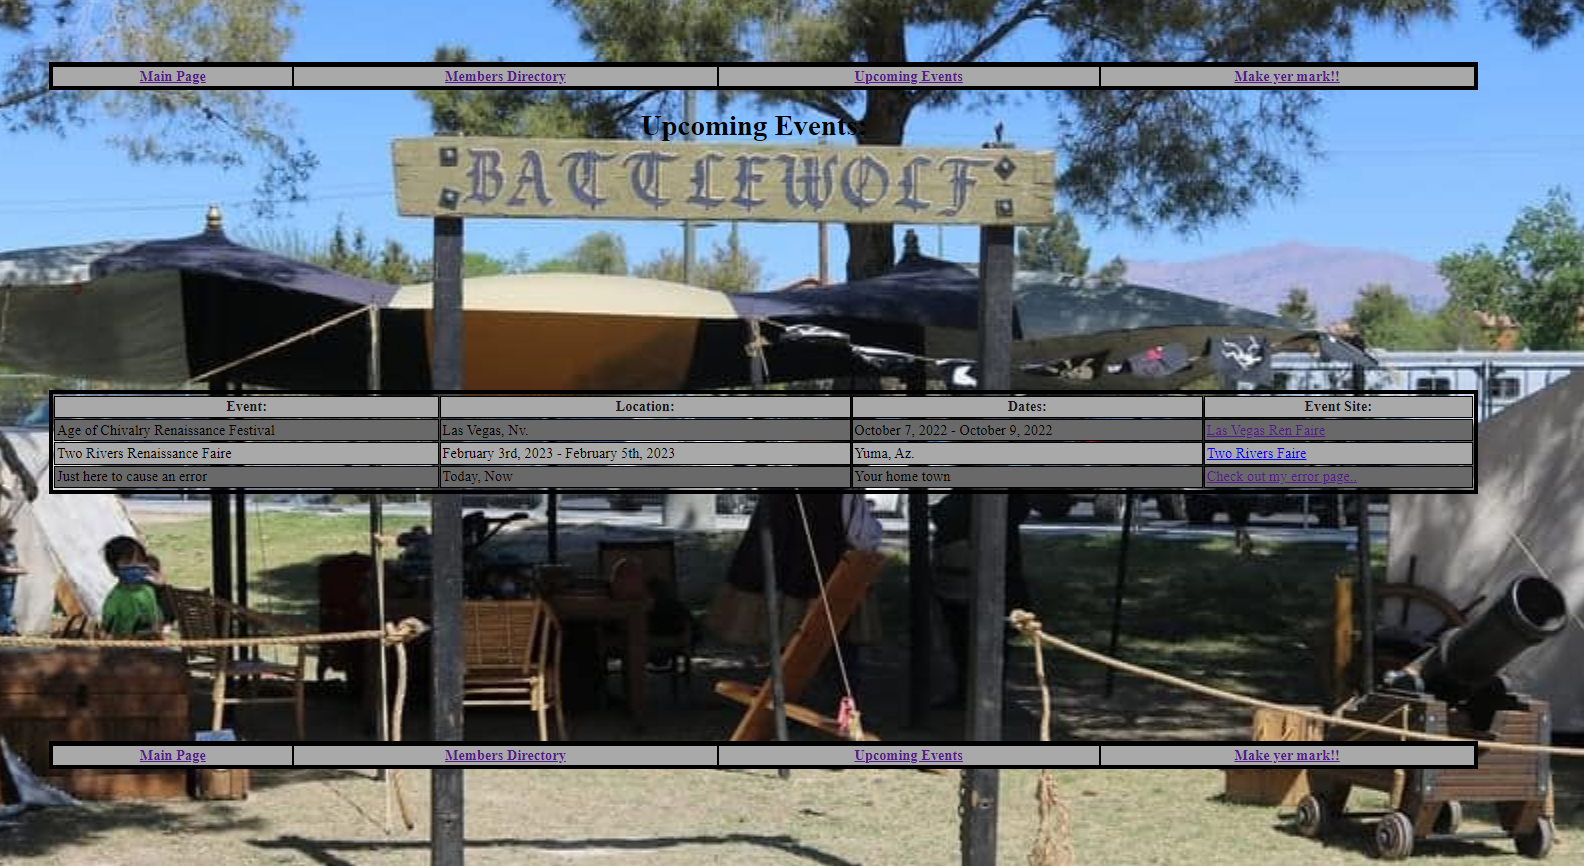 Main Page Members Directory Upcoming Events Make yer mark!!
Upcoming Events:
BATTLEWOLF
Event: Location: Dates: Event Site:
Age of Chivalry Renaissance Festival Las Vegas, Nv. October 7, 2022 - October 9, 2022 Las Vegas Ren Faire
Two Rivers Renaissance Faire February 3rd, 2023 - February 5th, 2023 Yuma, Az. Two Rivers Faire
Just here to cause an error Today, Now Your home town Check out my error page..
Main Page Members Directory Upcoming Events Make yer mark!!